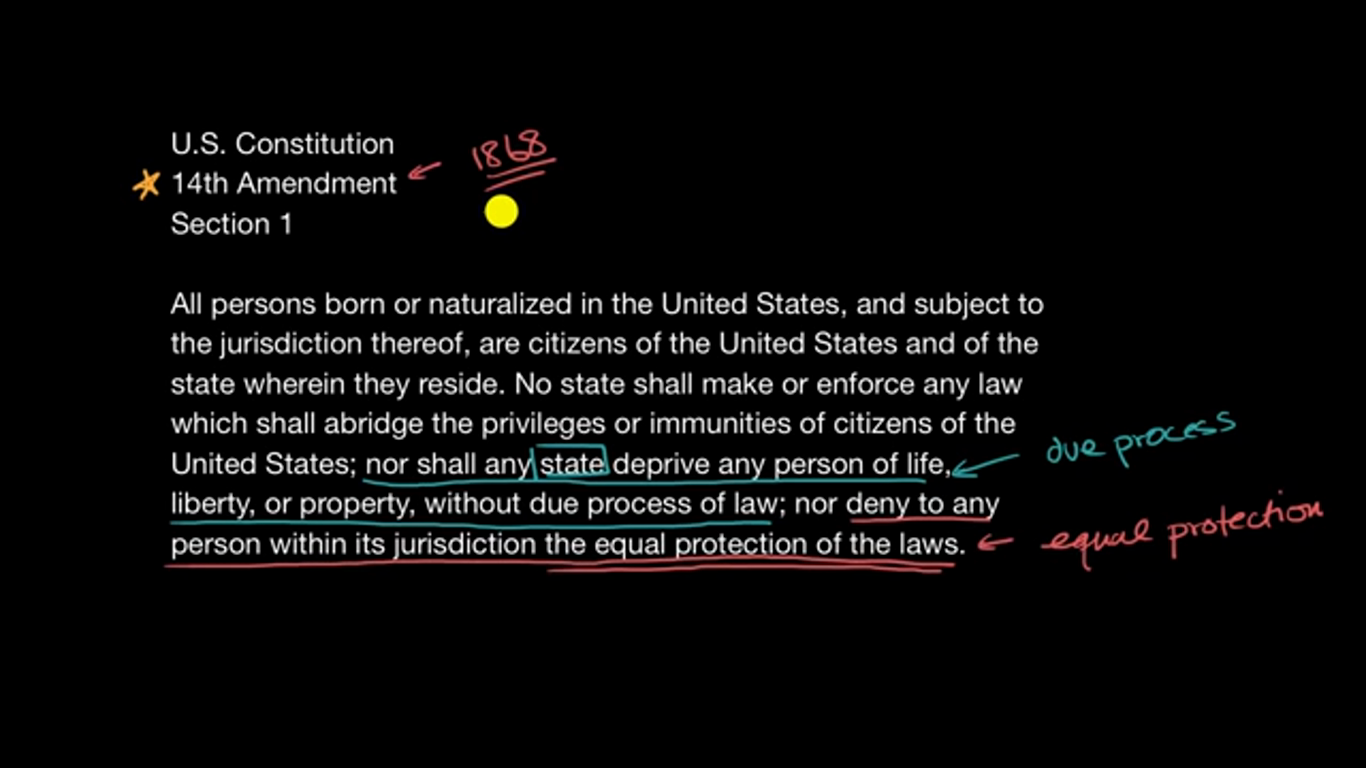 U.S. Constitution
14th Amendment
1868
Section 1
All persons born or naturalized in the United States, and subject to
the jurisdiction thereof, are citizens of the United States and of the
state wherein they reside. No state shall make or enforce any law
which shall abridge the privileges or immunities of citizens of the
United States; nor shall any state deprive any person of life,
due process
liberty, or property, without due process of law; nor deny to any
person within its jurisdiction the equal protection of the laws.
equal protection